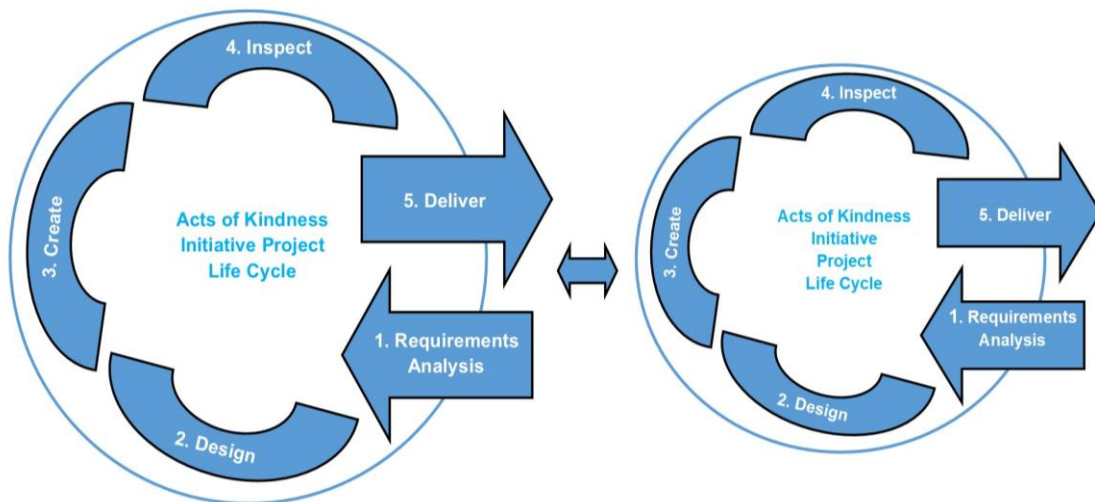 4. Inspect
5. Deliver
3. Create
Acts of Kindness
Initiative Project
Life Cycle
1. Requirements
Analysis
2. Design
4. Inspect
5. Deliver
3. Create
Acts of Kindness
Initiative
Project
Life Cycle
1. Requirements
Analysis
2. Design